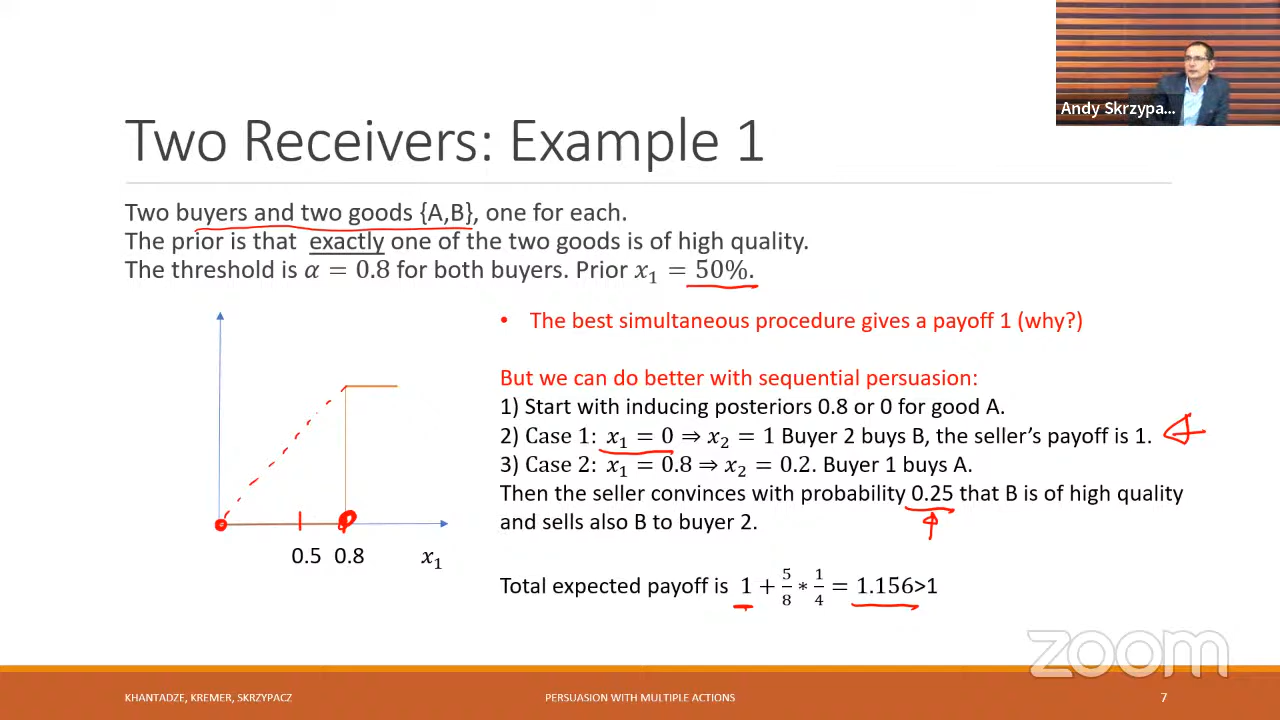 Andy Skrzypa...
Two Receivers: Example 1
Two buyers and two goods {A,B}, one for each.
The prior is that exactly one of the two goods is of high quality.
The threshold is α = 0.8 for both buyers. Prior x₁ = 50%.
• The best simultaneous procedure gives a payoff 1 (why?)
But we can do better with sequential persuasion:
1) Start with inducing posteriors 0.8 or 0 for good A.
2) Case 1: x₁ = 0 ⇒ x₂ = 1 Buyer 2 buys B, the seller’s payoff is 1.
3) Case 2: x₁ = 0.8 ⇒ x₂ = 0.2. Buyer 1 buys A.
Then the seller convinces with probability 0.25 that B is of high quality
and sells also B to buyer 2.
0.5 0.8 x₁
Total expected payoff is 1 + 5/8 * 1/4 = 1.156>1
zoom
KHANTADZE, KREMER, SKRZYPACZ
PERSUASION WITH MULTIPLE ACTIONS
7